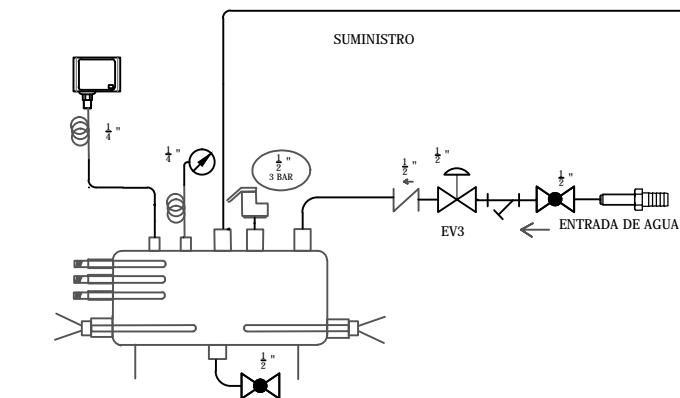 SUMINISTRO
1/4 "
1/4 "
1/2 "
3 BAR
1/2 "
1/2 "
1/2 "
ENTRADA DE AGUA
EV3
1/2 "